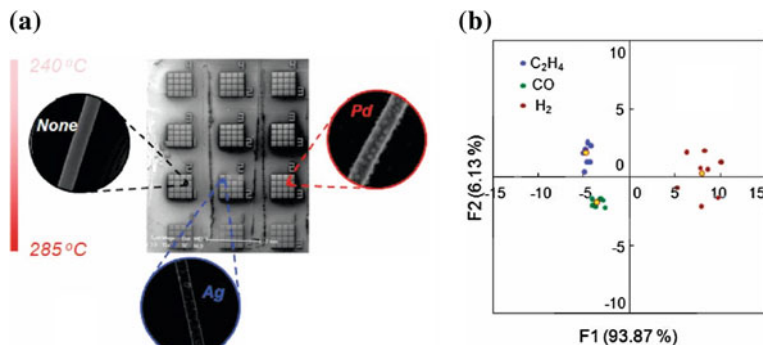 (a)
240 °C
None
Pd
285 °C
Ag
(b)
C₂H₄
CO
H₂
F2 (6.13 %)
10
5
0
-5
-10
-15
-10
-5
0
5
10
15
F1 (93.87 %)